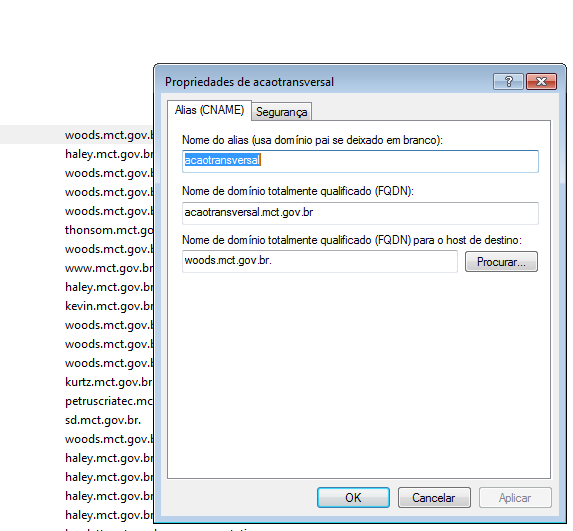 Propriedades de acaotransversal
Alias (CNAME)
Segurança
Nome do alias (usa domínio pai se deixado em branco):
acaotransversal
Nome de domínio totalmente qualificado (FQDN):
acaotransversal.mct.gov.br
Nome de domínio totalmente qualificado (FQDN) para o host de destino:
woods.mct.gov.br.
Procurar...
OK
Cancelar
Aplicar
woods.mct.gov.b
haley.mct.gov.br
woods.mct.gov.b
woods.mct.gov.b
woods.mct.gov.b
thonsom.mct.go
woods.mct.gov.b
www.mct.gov.br
haley.mct.gov.br
kevin.mct.gov.br
woods.mct.gov.b
woods.mct.gov.b
woods.mct.gov.b
kurtz.mct.gov.br
petruscriatec.mc
sd.mct.gov.br.
woods.mct.gov.b
haley.mct.gov.br
haley.mct.gov.br
haley.mct.gov.br
haley.mct.gov.br